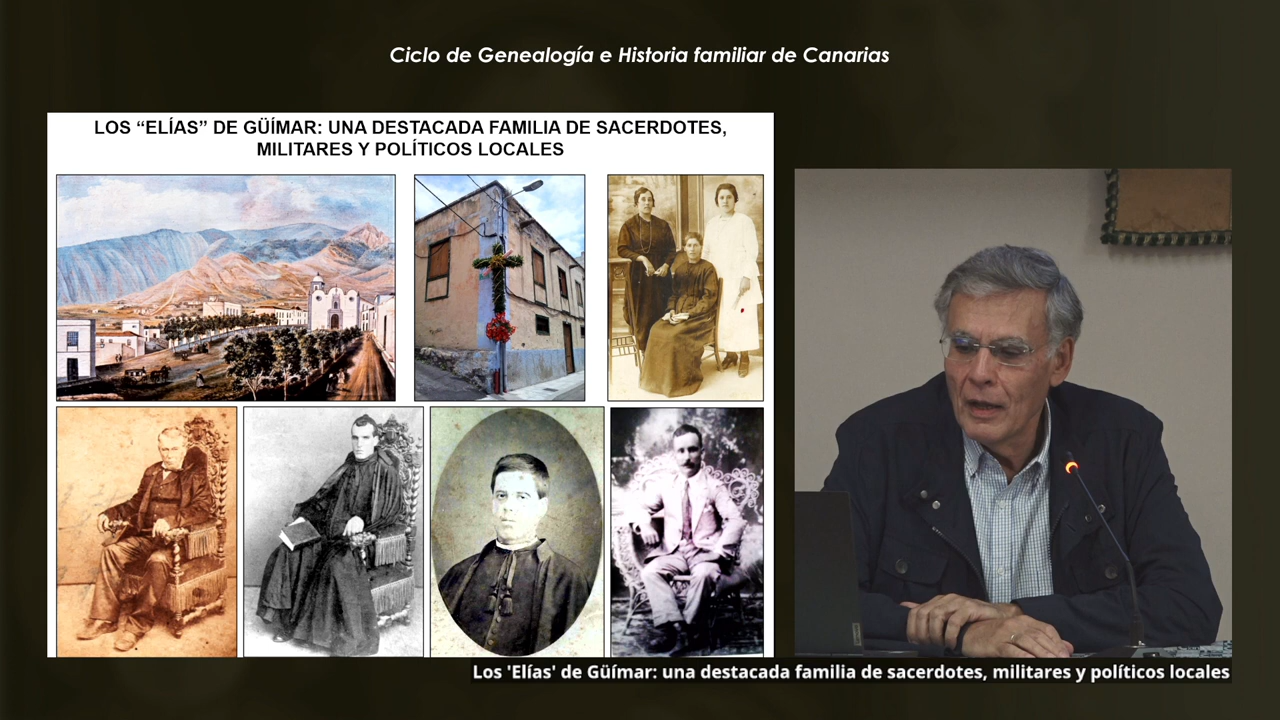 Ciclo de Genealogía e Historia familiar de Canarias
LOS “ELÍAS” DE GÜÍMAR: UNA DESTACADA FAMILIA DE SACERDOTES,
MILITARES Y POLÍTICOS LOCALES
Los 'Elías' de Güímar: una destacada familia de sacerdotes, militares y políticos locales